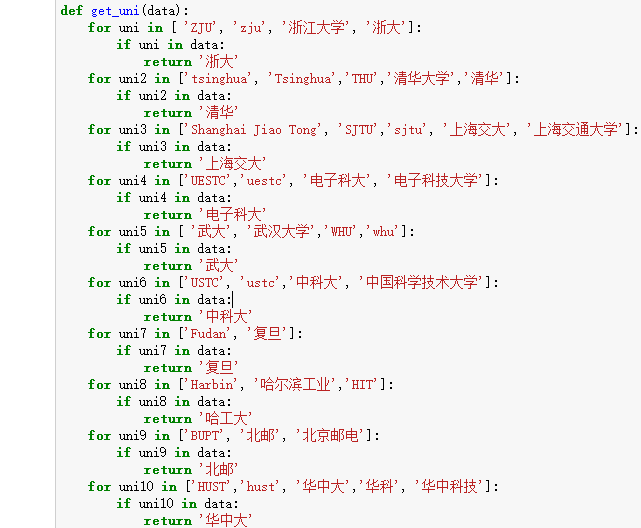 def get_uni(data):
    for uni in [ 'ZJU', 'zju', '浙江大学', '浙大']:
        if uni in data:
            return '浙大'
    for uni2 in ['tsinghua', 'Tsinghua','THU','清华大学','清华']:
        if uni2 in data:
            return '清华'
    for uni3 in ['Shanghai Jiao Tong', 'SJTU','sjtu', '上海交大', '上海交通大学']:
        if uni3 in data:
            return '上海交大'
    for uni4 in ['UESTC','uestc', '电子科大', '电子科技大学']:
        if uni4 in data:
            return '电子科大'
    for uni5 in [ '武大', '武汉大学','WHU','whu']:
        if uni5 in data:
            return '武大'
    for uni6 in ['USTC', 'ustc','中科大', '中国科学技术大学']:
        if uni6 in data:
            return '中科大'
    for uni7 in ['Fudan', '复旦']:
        if uni7 in data:
            return '复旦'
    for uni8 in ['Harbin', '哈尔滨工业','HIT']:
        if uni8 in data:
            return '哈工大'
    for uni9 in ['BUPT', '北邮', '北京邮电']:
        if uni9 in data:
            return '北邮'
    for uni10 in ['HUST','hust', '华中大','华科', '华中科技']:
        if uni10 in data:
            return '华中大'